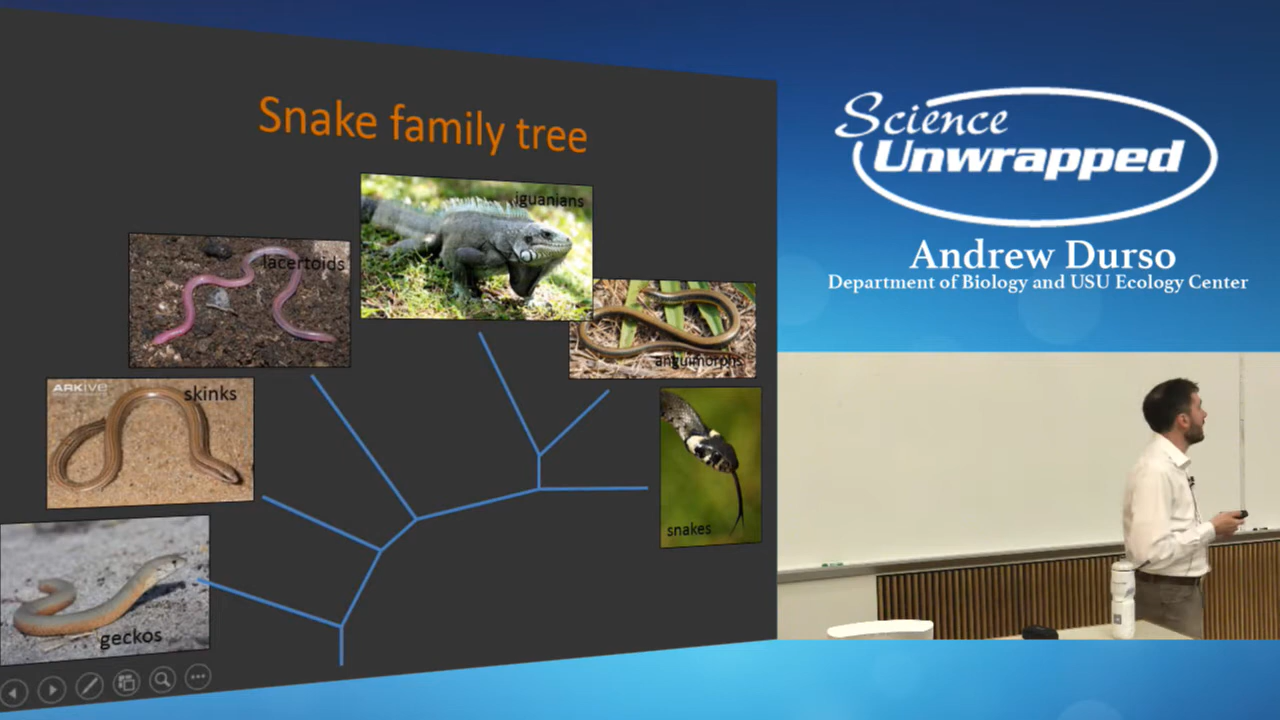 Snake family tree
iguanians
lacertoids
anguimorphs
ARKIVE
skinks
snakes
geckos
Science
Unwrapped
Andrew Durso
Department of Biology and USU Ecology Center